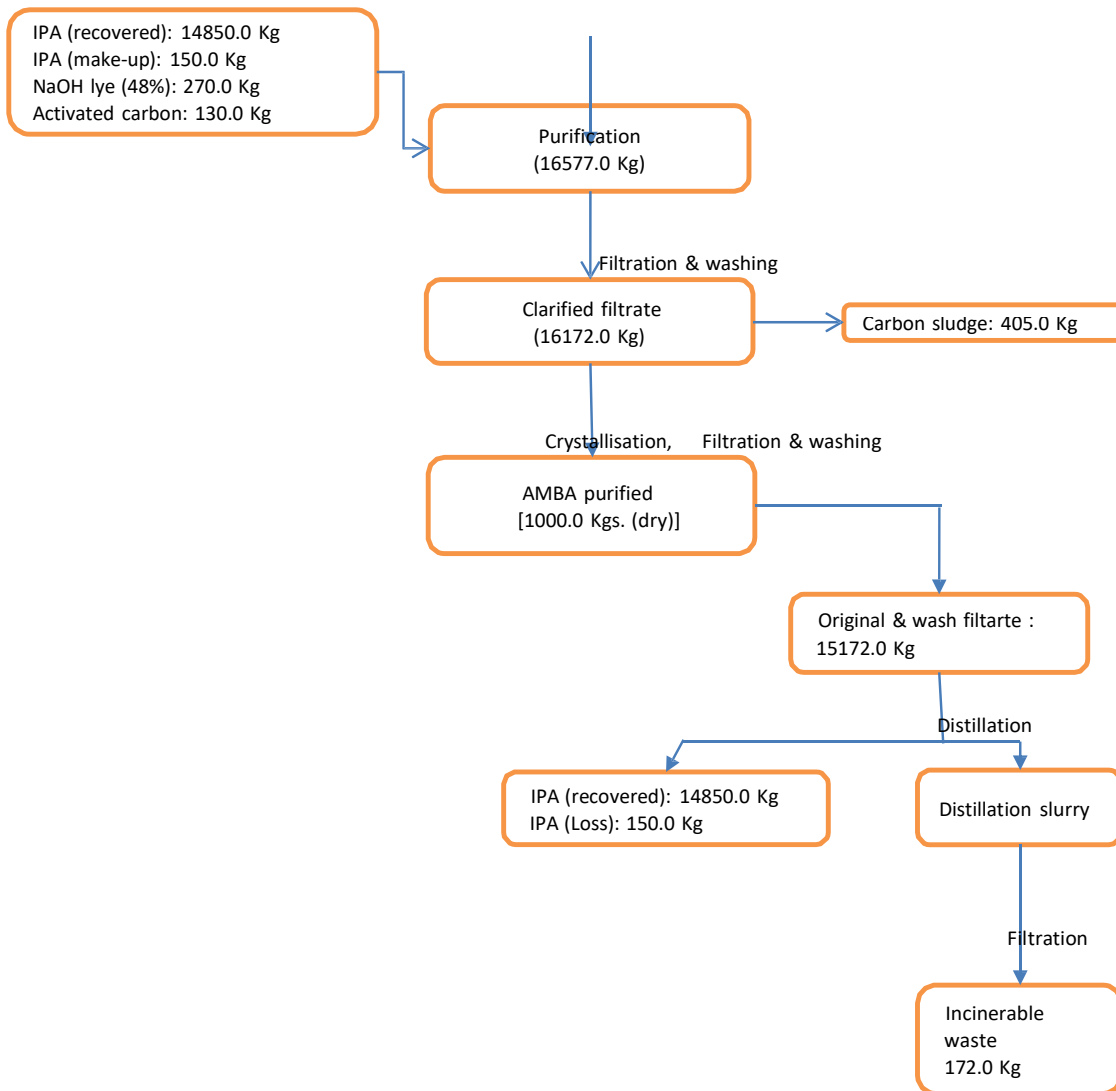 IPA (recovered): 14850.0 Kg
IPA (make-up): 150.0 Kg
NaOH lye (48%): 270.0 Kg
Activated carbon: 130.0 Kg
Purification
(16577.0 Kg)
Filtration & washing
Clarified filtrate
(16172.0 Kg)
Carbon sludge: 405.0 Kg
Crystallisation, Filtration & washing
AMBA purified
[1000.0 Kgs. (dry)]
Original & wash filtarte :
15172.0 Kg
Distillation
IPA (recovered): 14850.0 Kg
IPA (Loss): 150.0 Kg
Distillation slurry
Filtration
Incinerable
waste
172.0 Kg